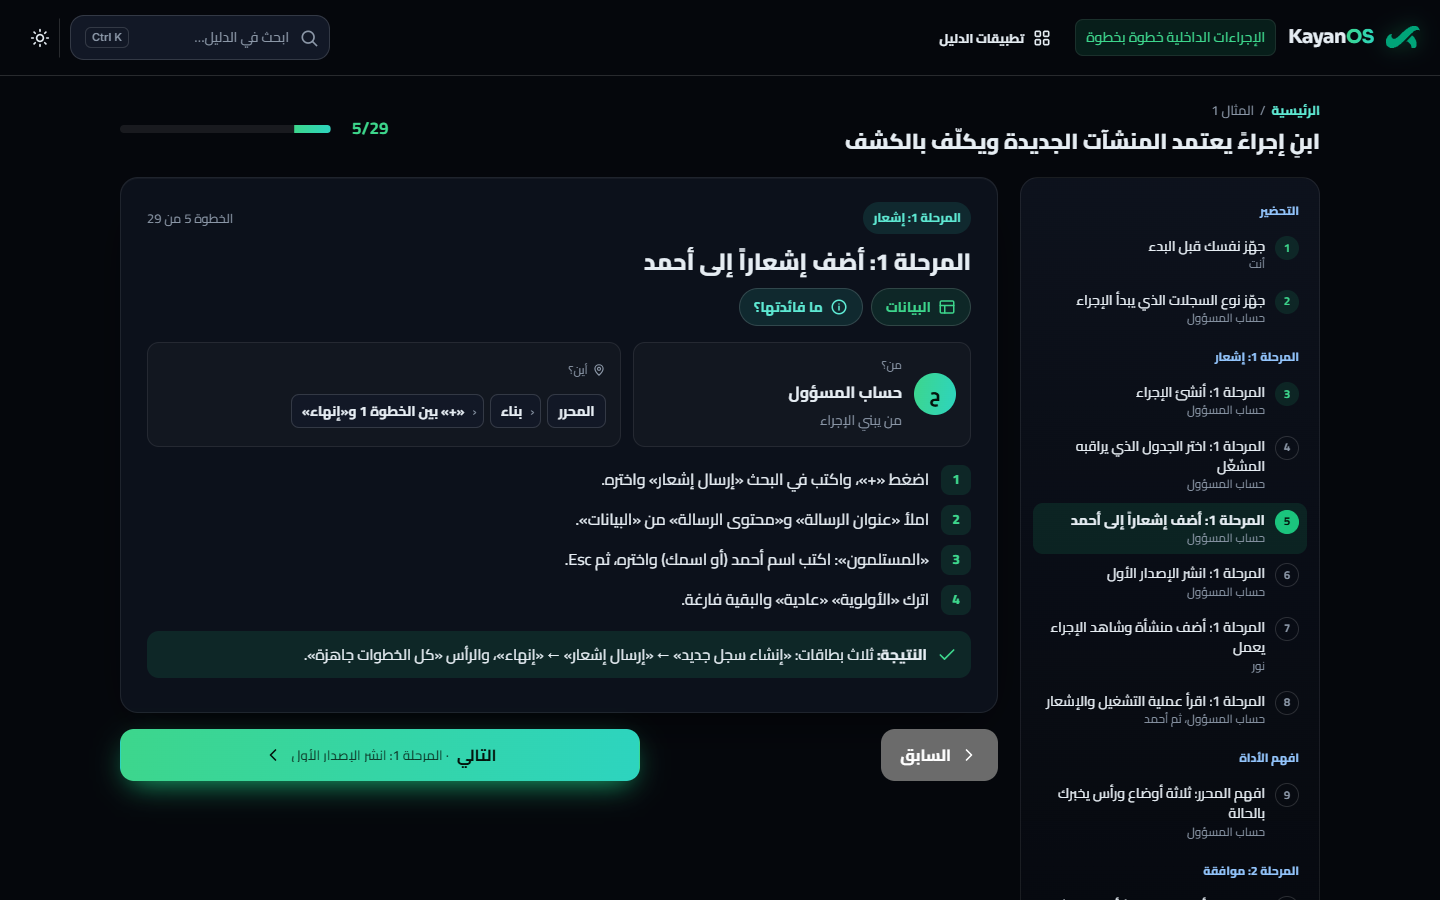 KayanOS
الإجراءات الداخلية خطوة بخطوة
تطبيقات الدليل
ابحث في الدليل...
Ctrl K
الرئيسية / المثال 1
ابنِ إجراءً يعتمد المنشآت الجديدة ويكلّف بالكشف
5/29
التحضير
1
جهّز نفسك قبل البدء
أنت
2
جهّز نوع السجلات الذي يبدأ الإجراء
حساب المسؤول
المرحلة 1: إشعار
3
المرحلة 1: أنشئ الإجراء
حساب المسؤول
4
المرحلة 1: اختر الجدول الذي يراقبه
المشغّل
حساب المسؤول
5
المرحلة 1: أضف إشعاراً إلى أحمد
حساب المسؤول
6
المرحلة 1: انشر الإصدار الأول
حساب المسؤول
7
المرحلة 1: أضف منشأة وشاهد الإجراء
يعمل
نور
8
المرحلة 1: اقرأ عملية التشغيل والإشعار
حساب المسؤول، ثم أحمد
افهم الأداة
9
افهم المحرر: ثلاثة أوضاع ورأس يخبرك
بالحالة
حساب المسؤول
المرحلة 2: موافقة
المرحلة 1: إشعار
الخطوة 5 من 29
المرحلة 1: أضف إشعاراً إلى أحمد
البيانات
ما فائدتها؟
ح
من؟
حساب المسؤول
من يبني الإجراء
أين؟
المحرر
› بناء
› «+» بين الخطوة 1 و«إنهاء»
1 اضغط «+»، واكتب في البحث «إرسال إشعار» واختره.
2 املأ «عنوان الرسالة» و«محتوى الرسالة» من «البيانات».
3 «المستلمون»: اكتب اسم أحمد (أو اسمك) واختره، ثم Esc.
4 اترك «الأولوية» «عادية» والبقية فارغة.
النتيجة: ثلاث بطاقات: «إنشاء سجل جديد» ← «إرسال إشعار» ← «إنهاء»، والرأس «كل الخطوات جاهزة».
السابق
التالي · المرحلة 1: انشر الإصدار الأول